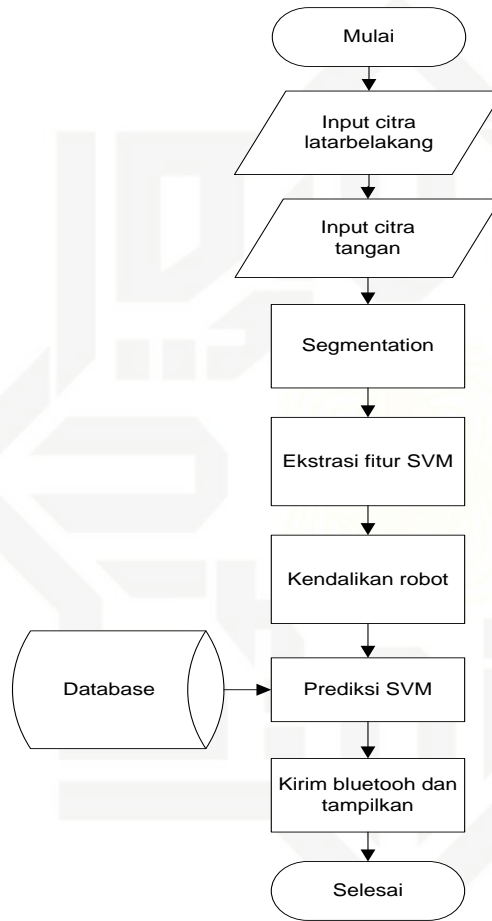 Mulai
Input citra
latarbelakang
Input citra
tangan
Segmentation
Ekstrasi fitur SVM
Kendalikan robot
Database
Prediksi SVM
Kirim bluetooh dan
tampilkan
Selesai